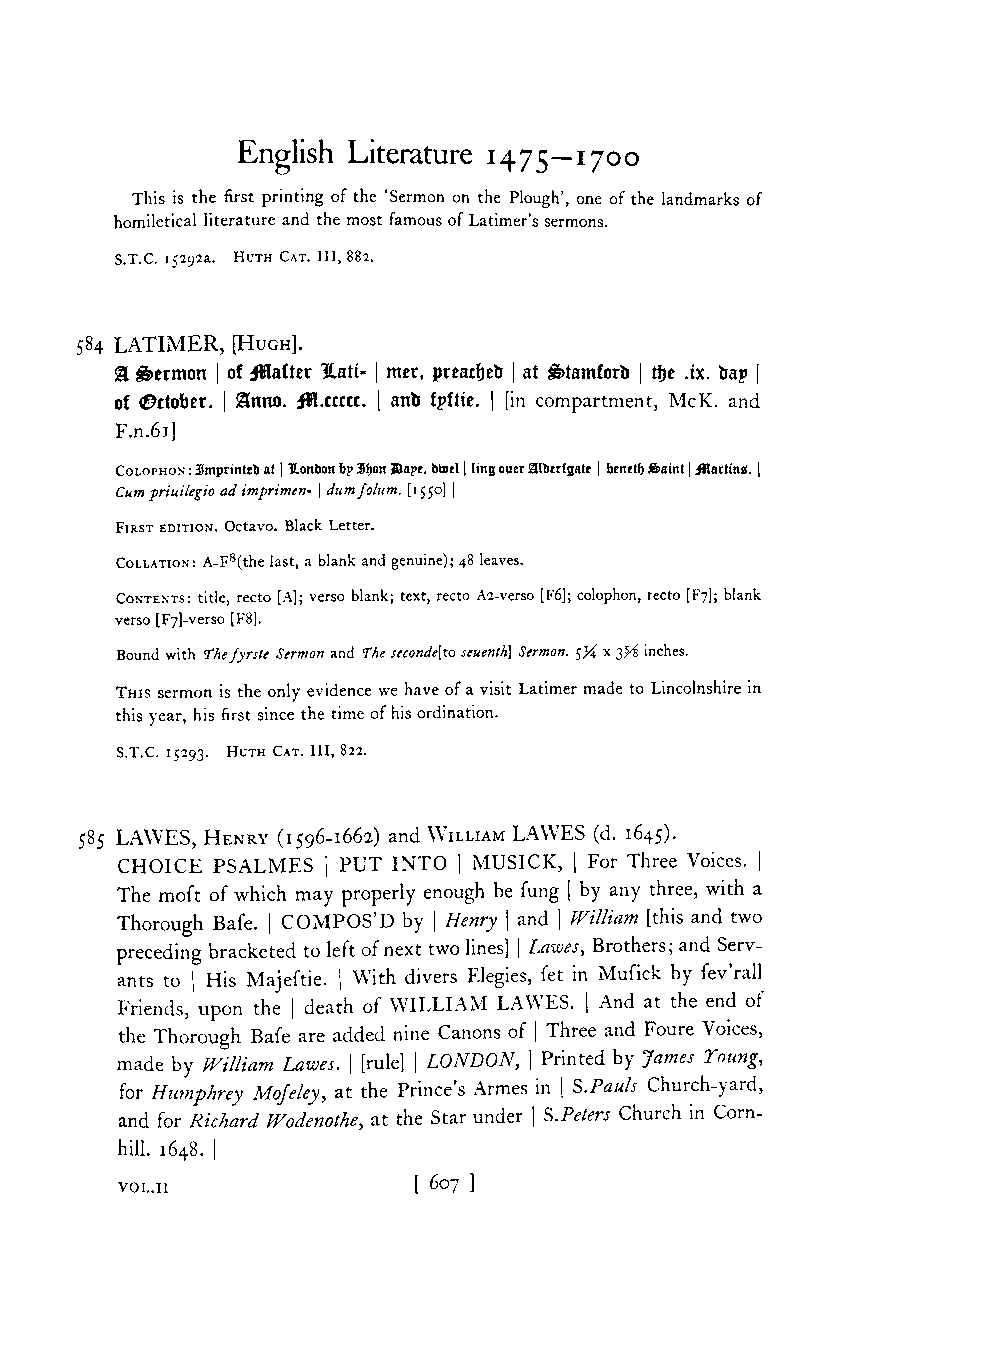 English Literature 1475–1700
This is the first printing of the 'Sermon on the Plough', one of the landmarks of
homiletical literature and the most famous of Latimer's sermons.
S.T.C. 15292a. HUTH CAT. III, 882.
584 LATIMER, [HUGH].
A Sermon | of Maſter Lati- | mer, preached | at Stamford | the .ix. day |
of October. | Anno. M.ccccc. | and fyftie. | [in compartment, McK. and
F.n.61]
COLOPHON: Imprinted at | London by Jhon Daye, dwel | ling ouer Alderſgate | beneth Saint | Martins. |
Cum priuilegio ad imprimen- | dum ſolum. [1550] |
FIRST EDITION. Octavo. Black Letter.
COLLATION: A-F⁸(the last, a blank and genuine); 48 leaves.
CONTENTS: title, recto [A]; verso blank; text, recto A2-verso [F6]; colophon, recto [F7]; blank
verso [F7]-verso [F8].
Bound with The fyrste Sermon and The seconde[to seuenth] Sermon. 5¼ x 3⅝ inches.
THIS sermon is the only evidence we have of a visit Latimer made to Lincolnshire in
this year, his first since the time of his ordination.
S.T.C. 15293. HUTH CAT. III, 822.
585 LAWES, HENRY (1596-1662) and WILLIAM LAWES (d. 1645).
CHOICE PSALMES | PUT INTO | MUSICK, | For Three Voices. |
The moſt of which may properly enough be ſung | by any three, with a
Thorough Baſe. | COMPOS'D by | Henry | and | William [this and two
preceding bracketed to left of next two lines] | Lawes, Brothers; and Serv-
ants to | His Majeſtie. | With divers Elegies, ſet in Muſick by ſev'rall
Friends, upon the | death of WILLIAM LAWES. | And at the end of
the Thorough Baſe are added nine Canons of | Three and Foure Voices,
made by William Lawes. | [rule] | LONDON, | Printed by James Young,
for Humphrey Moſeley, at the Prince's Armes in | S.Pauls Church-yard,
and for Richard Wodenothe, at the Star under | S.Peters Church in Corn-
hill. 1648. |
VOL.II [ 607 ]